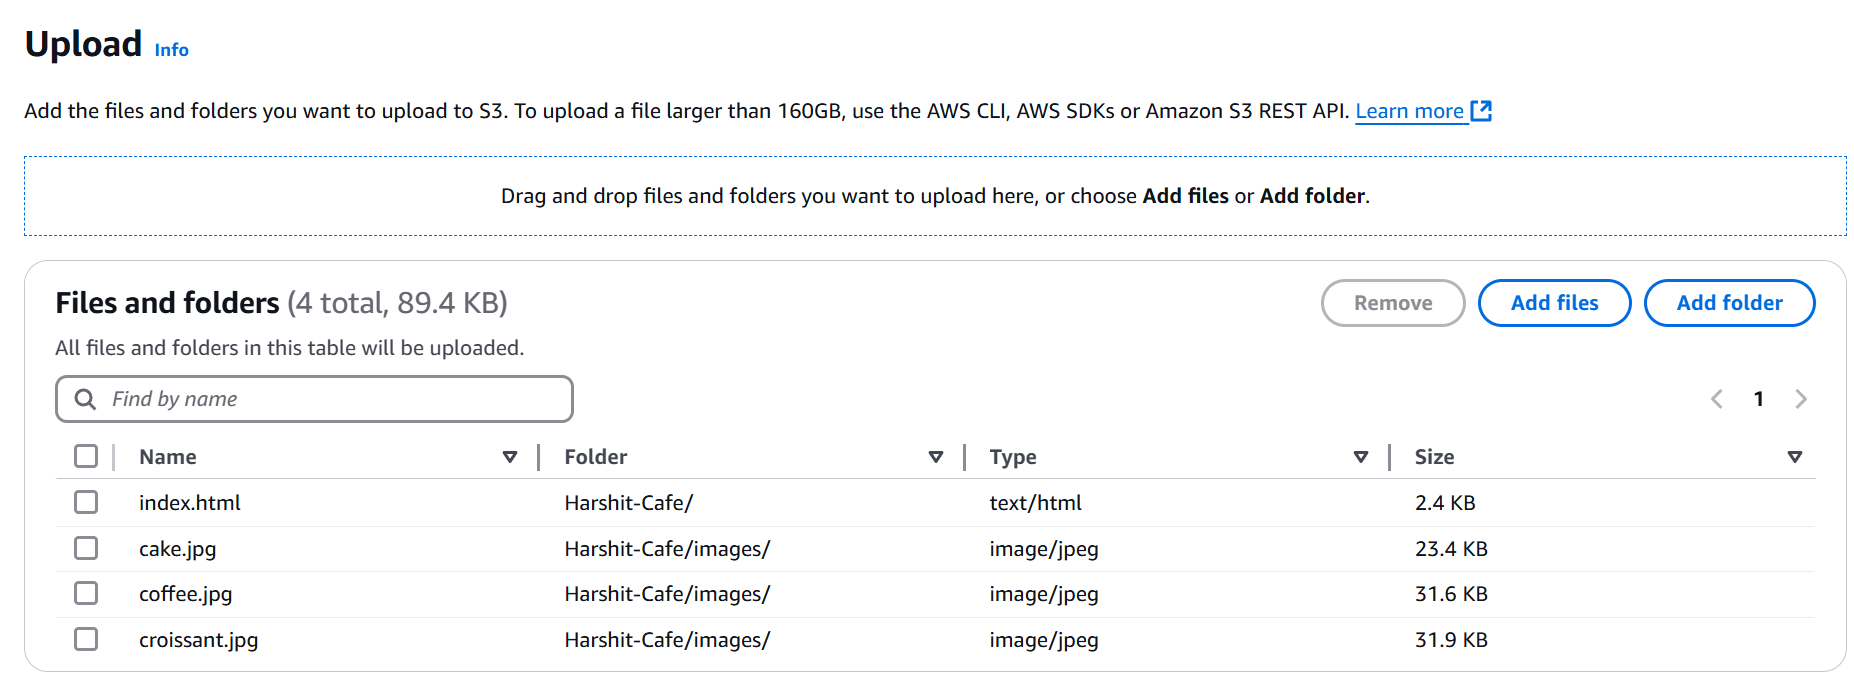 Upload Info
Add the files and folders you want to upload to S3. To upload a file larger than 160GB, use the AWS CLI, AWS SDKs or Amazon S3 REST API. Learn more
Drag and drop files and folders you want to upload here, or choose Add files or Add folder.
Files and folders (4 total, 89.4 KB)
Remove Add files Add folder
All files and folders in this table will be uploaded.
Find by name
1
Name Folder Type Size
index.html Harshit-Cafe/ text/html 2.4 KB
cake.jpg Harshit-Cafe/images/ image/jpeg 23.4 KB
coffee.jpg Harshit-Cafe/images/ image/jpeg 31.6 KB
croissant.jpg Harshit-Cafe/images/ image/jpeg 31.9 KB